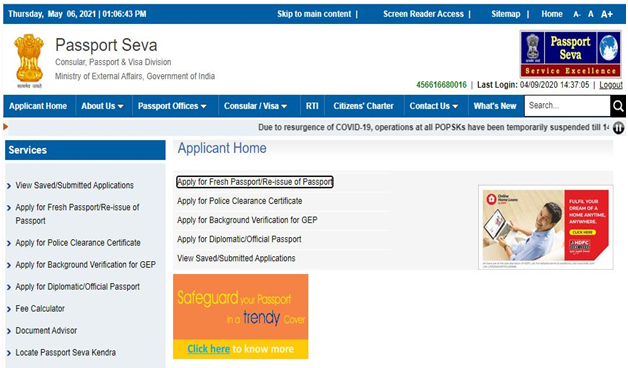 Thursday, May 06, 2021 | 01:06:43 PM
Skip to main content | Screen Reader Access | Sitemap | Home A- A A+
सत्यमेव जयते
Passport Seva
Consular, Passport & Visa Division
Ministry of External Affairs, Government of India
Passport
Seva
Service Excellence
456616680016 | Last Login: 04/09/2020 14:37:05 | Logout
Applicant Home About Us Passport Offices Consular / Visa RTI Citizens' Charter Contact Us What's New Search...
Due to resurgence of COVID-19, operations at all POPSKs have been temporarily suspended till 14
Services
View Saved/Submitted Applications
Apply for Fresh Passport/Re-issue of
Passport
Apply for Police Clearance Certificate
Apply for Background Verification for GEP
Apply for Diplomatic/Official Passport
Fee Calculator
Document Advisor
Locate Passport Seva Kendra
Applicant Home
Apply for Fresh Passport/Re-issue of Passport
Apply for Police Clearance Certificate
Apply for Background Verification for GEP
Apply for Diplomatic/Official Passport
View Saved/Submitted Applications
Online
Home Loans
FULFIL YOUR
DREAM OF A
HOME ANYTIME,
ANYWHERE.
CLICK HERE
HDFC
Safeguard your Passport
in a trendy Cover
Click here to know more